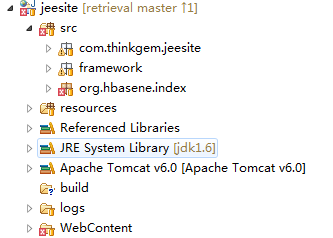 jeesite [retrieval master ↑1]
src
com.thinkgem.jeesite
framework
org.hbasene.index
resources
Referenced Libraries
JRE System Library [jdk1.6]
Apache Tomcat v6.0 [Apache Tomcat v6.0]
build
logs
WebContent